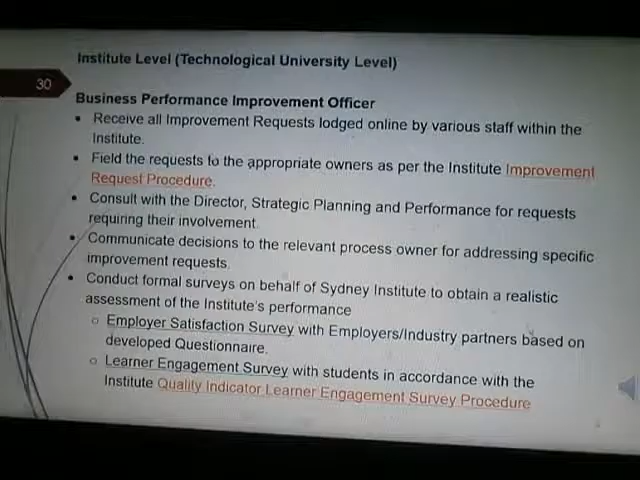 Institute Level (Technological University Level)
30
Business Performance Improvement Officer
• Receive all Improvement Requests lodged online by various staff within the
Institute.
• Field the requests to the appropriate owners as per the Institute Improvement
Request Procedure.
• Consult with the Director, Strategic Planning and Performance for requests
requiring their involvement.
• Communicate decisions to the relevant process owner for addressing specific
improvement requests.
• Conduct formal surveys on behalf of Sydney Institute to obtain a realistic
assessment of the Institute's performance
o Employer Satisfaction Survey with Employers/Industry partners based on
developed Questionnaire.
o Learner Engagement Survey with students in accordance with the
Institute Quality Indicator Learner Engagement Survey Procedure